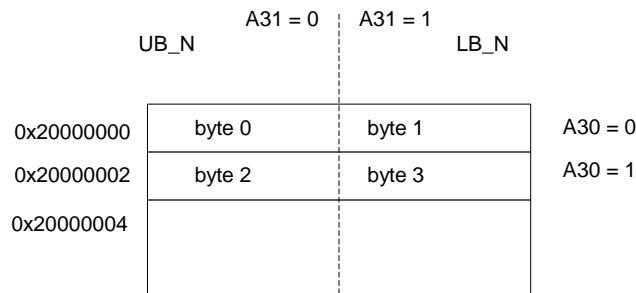 A31 = 0 A31 = 1
UB_N LB_N
0x20000000 byte 0 byte 1 A30 = 0
0x20000002 byte 2 byte 3 A30 = 1
0x20000004